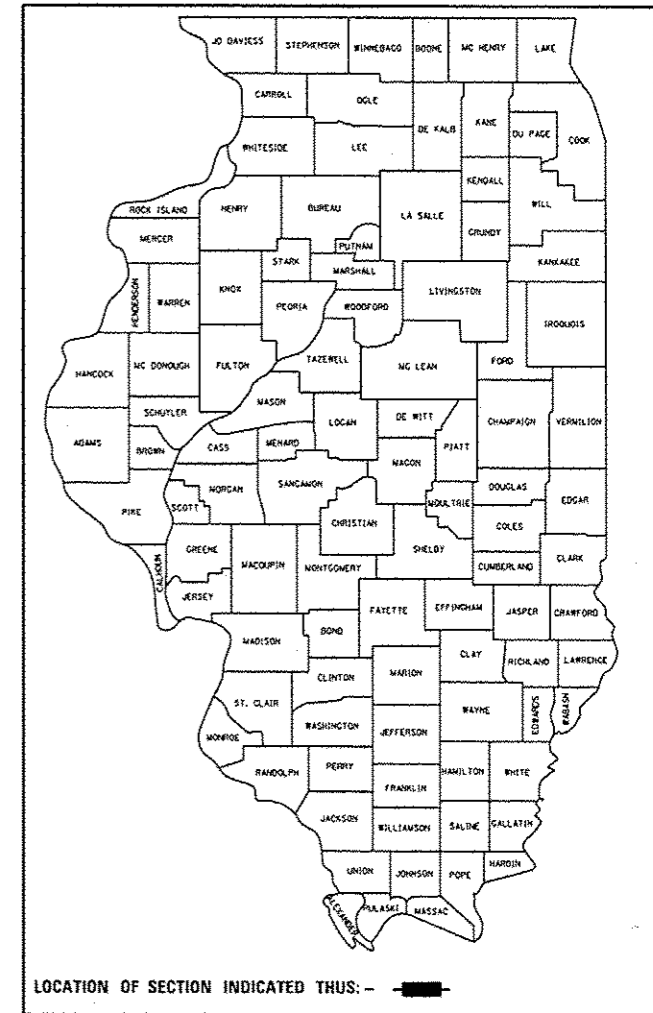 JO DAVIESS STEPHENSON WINNEBAGO BOONE MC HENRY LAKE
CARROLL OGLE DE KALB KANE DU PAGE COOK
WHITESIDE LEE
KENDALL
ROCK ISLAND HENRY BUREAU LA SALLE GRUNDY WILL
MERCER PUTNAM
STARK MARSHALL KANKAKEE
HENDERSON WARREN KNOX PEORIA WOODFORD LIVINGSTON IROQUOIS
HANCOCK MC DONOUGH FULTON TAZEWELL MC LEAN FORD
MASON
SCHUYLER LOGAN DE WITT CHAMPAIGN VERMILION
ADAMS BROWN CASS MENARD PIATT
MACON
PIKE SCOTT MORGAN SANGAMON MOULTRIE DOUGLAS EDGAR
CHRISTIAN COLES
GREENE SHELBY
CALHOUN MACOUPIN MONTGOMERY CUMBERLAND CLARK
JERSEY FAYETTE EFFINGHAM JASPER CRAWFORD
MADISON BOND
CLAY RICHLAND LAWRENCE
CLINTON MARION
ST. CLAIR WAYNE EDWARDS WABASH
MONROE WASHINGTON JEFFERSON
RANDOLPH PERRY HAMILTON WHITE
FRANKLIN
JACKSON WILLIAMSON SALINE GALLATIN
UNION JOHNSON POPE HARDIN
ALEXANDER PULASKI MASSAC
LOCATION OF SECTION INDICATED THUS: -